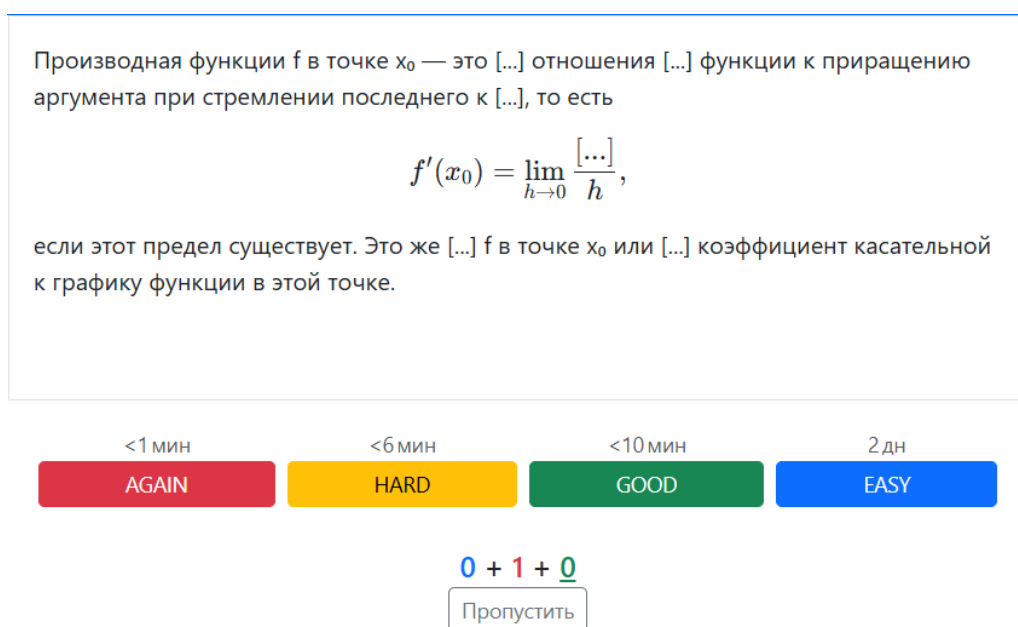 Производная функции f в точке x₀ — это [...] отношения [...] функции к приращению
аргумента при стремлении последнего к [...], то есть
f′(x₀) = lim_{h→0} [...]/h,
если этот предел существует. Это же [...] f в точке x₀ или [...] коэффициент касательной
к графику функции в этой точке.
<1 мин <6 мин <10 мин 2 дн
AGAIN HARD GOOD EASY
0 + 1 + 0
Пропустить